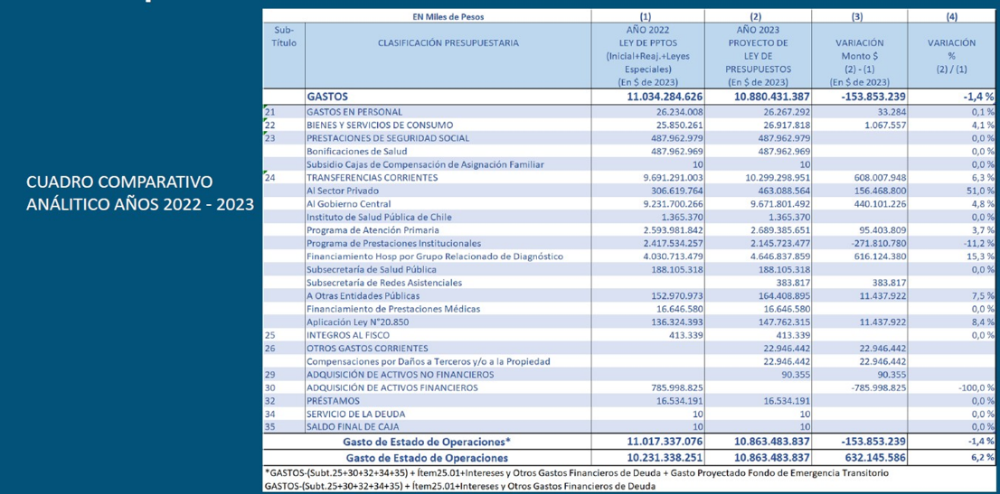 CUADRO COMPARATIVO
ANÁLITICO AÑOS 2022 - 2023
EN Miles de Pesos (1) (2) (3) (4)
Sub-Título CLASIFICACIÓN PRESUPUESTARIA AÑO 2022 LEY DE PPTOS (Inicial+Reaj.+Leyes Especiales) (En $ de 2023) AÑO 2023 PROYECTO DE LEY DE PRESUPUESTOS (En $ de 2023) VARIACIÓN Monto $ (2) - (1) (En $ de 2023) VARIACIÓN % (2) / (1)
GASTOS 11.034.284.626 10.880.431.387 -153.853.239 -1,4 %
21 GASTOS EN PERSONAL 26.234.008 26.267.292 33.284 0,1 %
22 BIENES Y SERVICIOS DE CONSUMO 25.850.261 26.917.818 1.067.557 4,1 %
23 PRESTACIONES DE SEGURIDAD SOCIAL 487.962.979 487.962.979 0,0 %
Bonificaciones de Salud 487.962.969 487.962.969 0,0 %
Subsidio Cajas de Compensación de Asignación Familiar 10 10 0,0 %
24 TRANSFERENCIAS CORRIENTES 9.691.291.003 10.299.298.951 608.007.948 6,3 %
Al Sector Privado 306.619.764 463.088.564 156.468.800 51,0 %
Al Gobierno Central 9.231.700.266 9.671.801.492 440.101.226 4,8 %
Instituto de Salud Pública de Chile 1.365.370 1.365.370 0,0 %
Programa de Atención Primaria 2.593.981.842 2.689.385.651 95.403.809 3,7 %
Programa de Prestaciones Institucionales 2.417.534.257 2.145.723.477 -271.810.780 -11,2 %
Financiamiento Hosp por Grupo Relacionado de Diagnóstico 4.030.713.479 4.646.837.859 616.124.380 15,3 %
Subsecretaría de Salud Pública 188.105.318 188.105.318 0,0 %
Subsecretaría de Redes Asistenciales 383.817 383.817
A Otras Entidades Públicas 152.970.973 164.408.895 11.437.922 7,5 %
Financiamiento de Prestaciones Médicas 16.646.580 16.646.580 0,0 %
Aplicación Ley N°20.850 136.324.393 147.762.315 11.437.922 8,4 %
25 INTEGROS AL FISCO 413.339 413.339 0,0 %
26 OTROS GASTOS CORRIENTES 22.946.442 22.946.442
Compensaciones por Daños a Terceros y/o a la Propiedad 22.946.442 22.946.442
29 ADQUISICIÓN DE ACTIVOS NO FINANCIEROS 90.355 90.355
30 ADQUISICIÓN DE ACTIVOS FINANCIEROS 785.998.825 -785.998.825 -100,0 %
32 PRÉSTAMOS 16.534.191 16.534.191 0,0 %
34 SERVICIO DE LA DEUDA 10 10 0,0 %
35 SALDO FINAL DE CAJA 10 10 0,0 %
Gasto de Estado de Operaciones* 11.017.337.076 10.863.483.837 -153.853.239 -1,4 %
Gasto de Estado de Operaciones 10.231.338.251 10.863.483.837 632.145.586 6,2 %
*GASTOS-(Subt.25+30+32+34+35) + Ítem25.01+Intereses y Otros Gastos Financieros de Deuda + Gasto Proyectado Fondo de Emergencia Transitorio
GASTOS-(Subt.25+30+32+34+35) + Ítem25.01+Intereses y Otros Gastos Financieros de Deuda